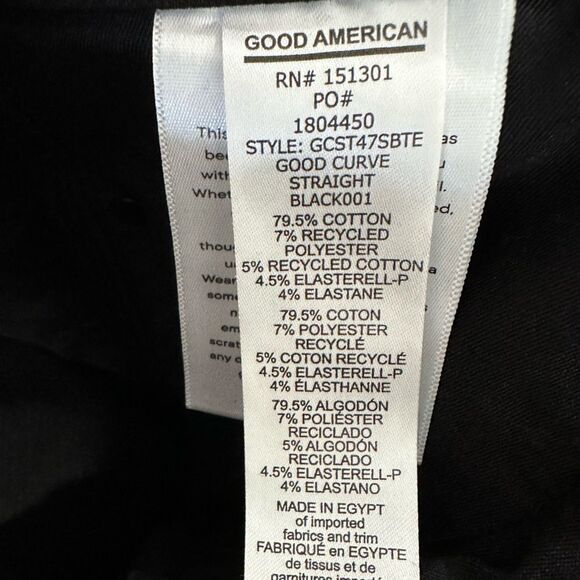 GOOD AMERICAN
RN# 151301
PO#
1804450
STYLE: GCST47SBTE
GOOD CURVE
STRAIGHT
BLACK001
79.5% COTTON
7% RECYCLED
POLYESTER
5% RECYCLED COTTON
4.5% ELASTERELL-P
4% ELASTANE
79.5% COTON
7% POLYESTER
RECYCLÉ
5% COTON RECYCLÉ
4.5% ELASTERELL-P
4% ÉLASTHANNE
79.5% ALGODÓN
7% POLIÉSTER
RECICLADO
5% ALGODÓN
RECICLADO
4.5% ELASTERELL-P
4% ELASTANO
MADE IN EGYPT
of imported
fabrics and trim
FABRIQUÉ en EGYPTE
de tissus et de